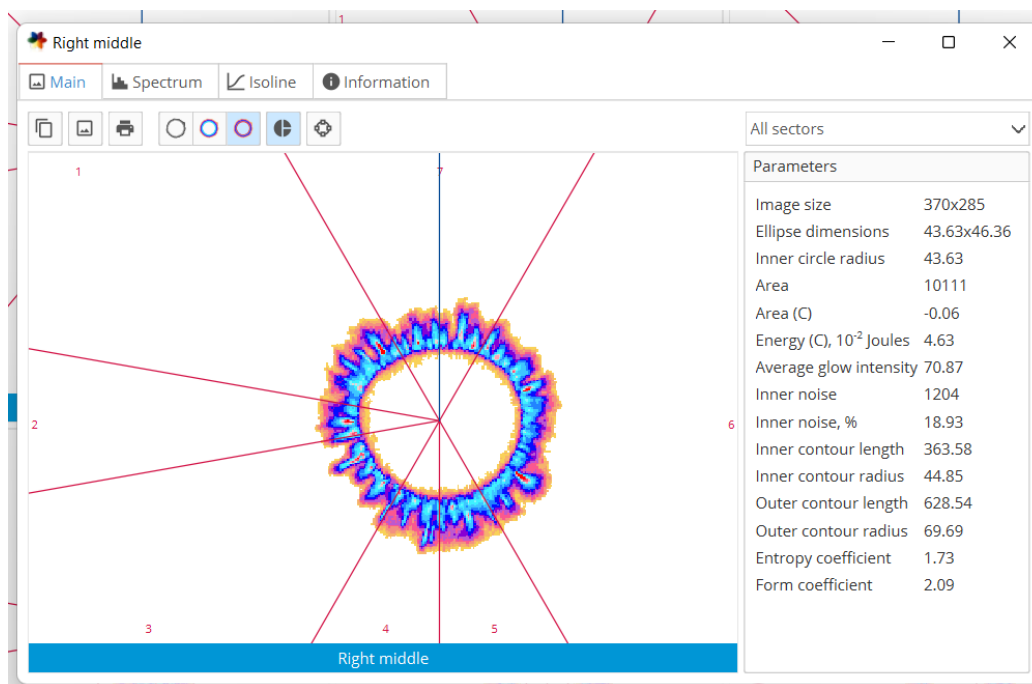 1
Right middle
Main Spectrum Isoline Information
All sectors
Parameters
1
7
2
6
3
4
5
Image size 370x285
Ellipse dimensions 43.63x46.36
Inner circle radius 43.63
Area 10111
Area (C) -0.06
Energy (C), 10⁻² Joules 4.63
Average glow intensity 70.87
Inner noise 1204
Inner noise, % 18.93
Inner contour length 363.58
Inner contour radius 44.85
Outer contour length 628.54
Outer contour radius 69.69
Entropy coefficient 1.73
Form coefficient 2.09
Right middle